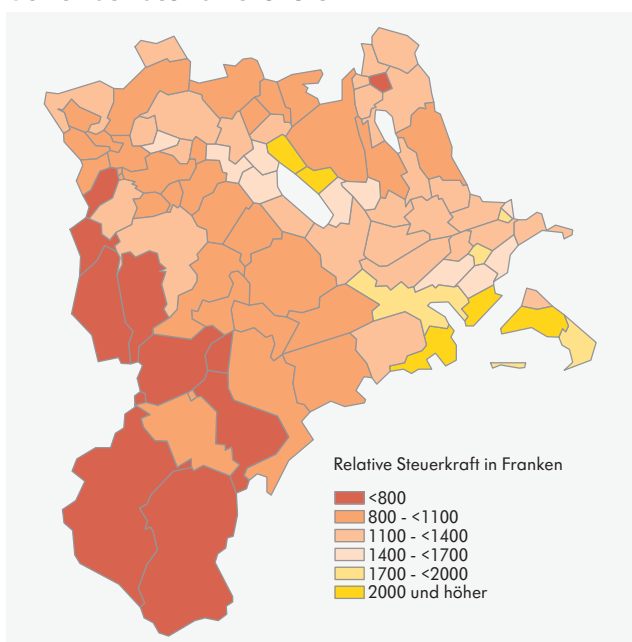 Relative Steuerkraft in Franken
<800
800 - <1100
1100 - <1400
1400 - <1700
1700 - <2000
2000 und höher